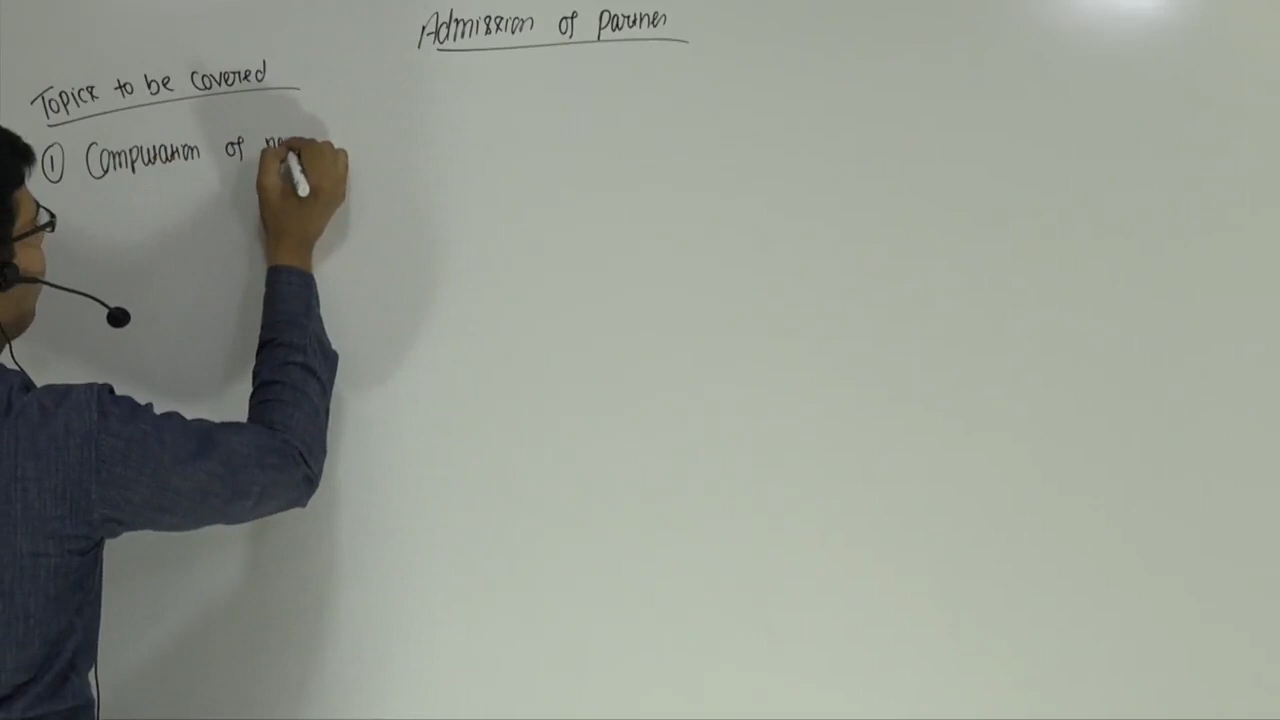 Admission of Partner
Topics to be covered
① Computation of